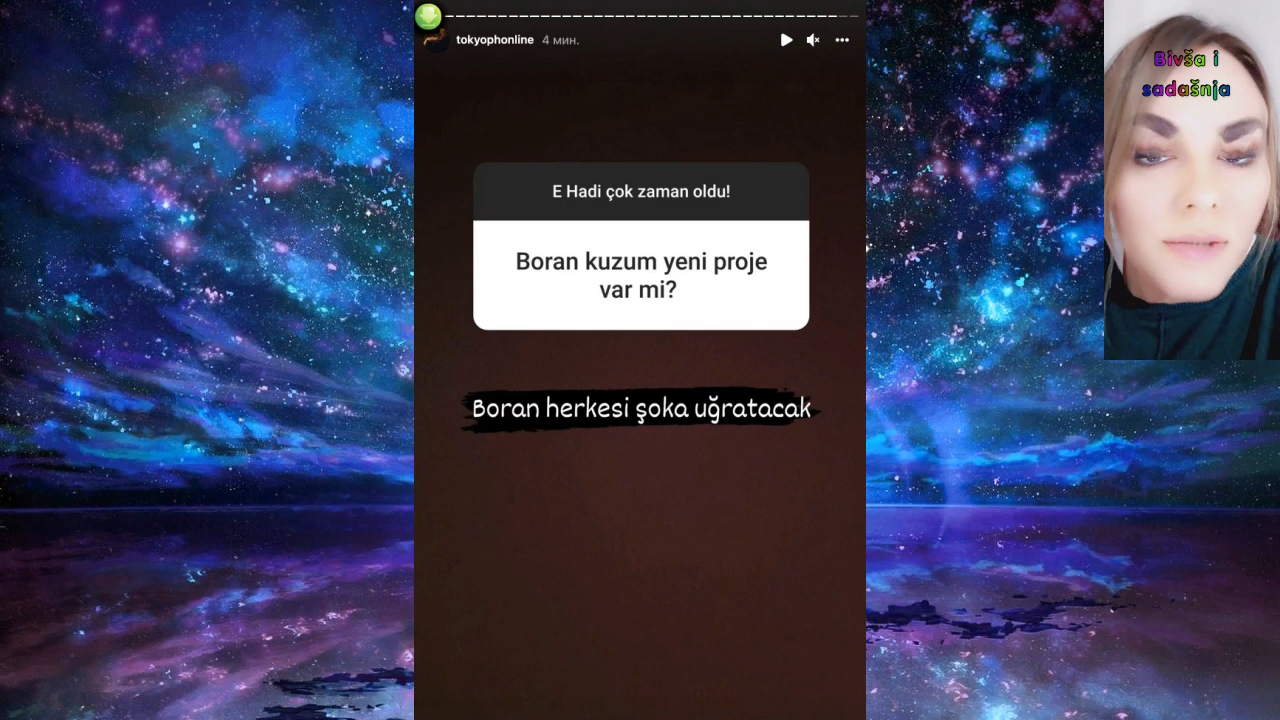 tokyophonline 4 мин.
Bivša i
sadašnja
E Hadi çok zaman oldu!
Boran kuzum yeni proje
var mi?
Boran herkesi şoka uğratacak